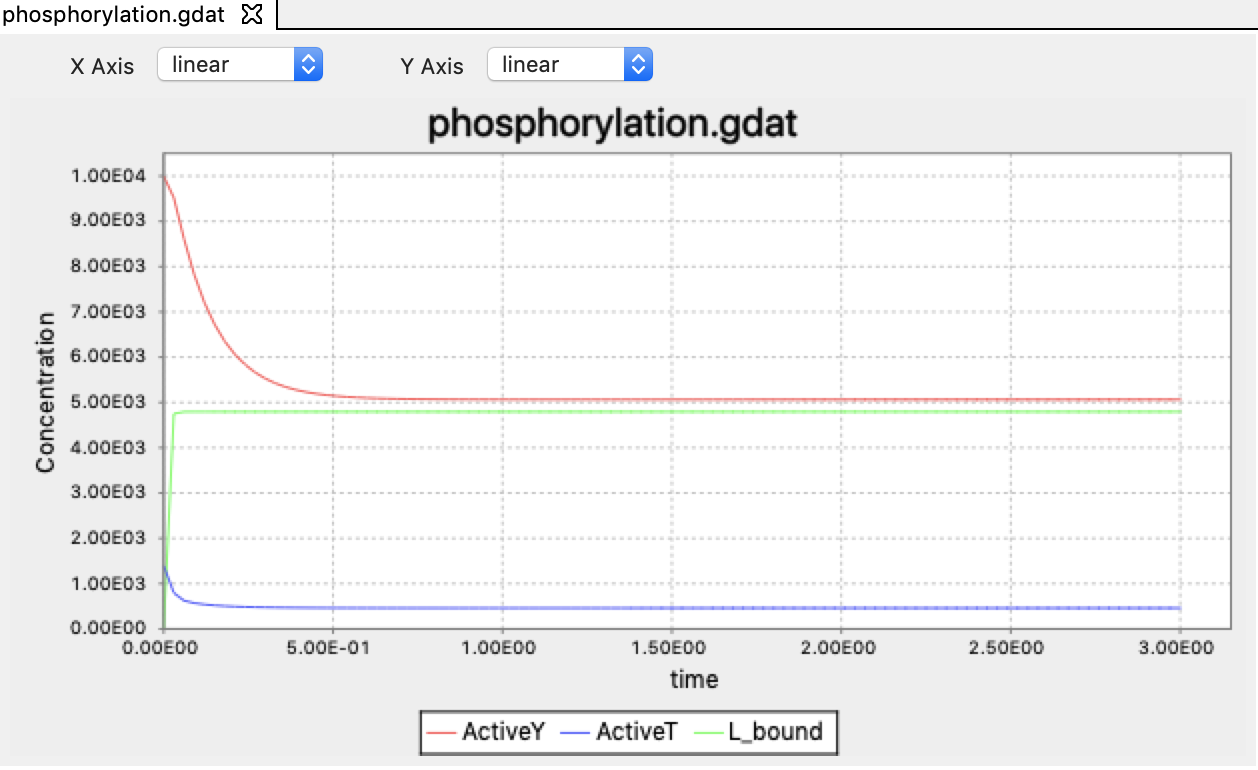 phosphorylation.gdat
X Axis linear Y Axis linear
phosphorylation.gdat
1.00E04
9.00E03
8.00E03
7.00E03
6.00E03
5.00E03
4.00E03
3.00E03
2.00E03
1.00E03
0.00E00
Concentration
0.00E00 5.00E-01 1.00E00 1.50E00 2.00E00 2.50E00 3.00E00
time
ActiveY ActiveT L_bound